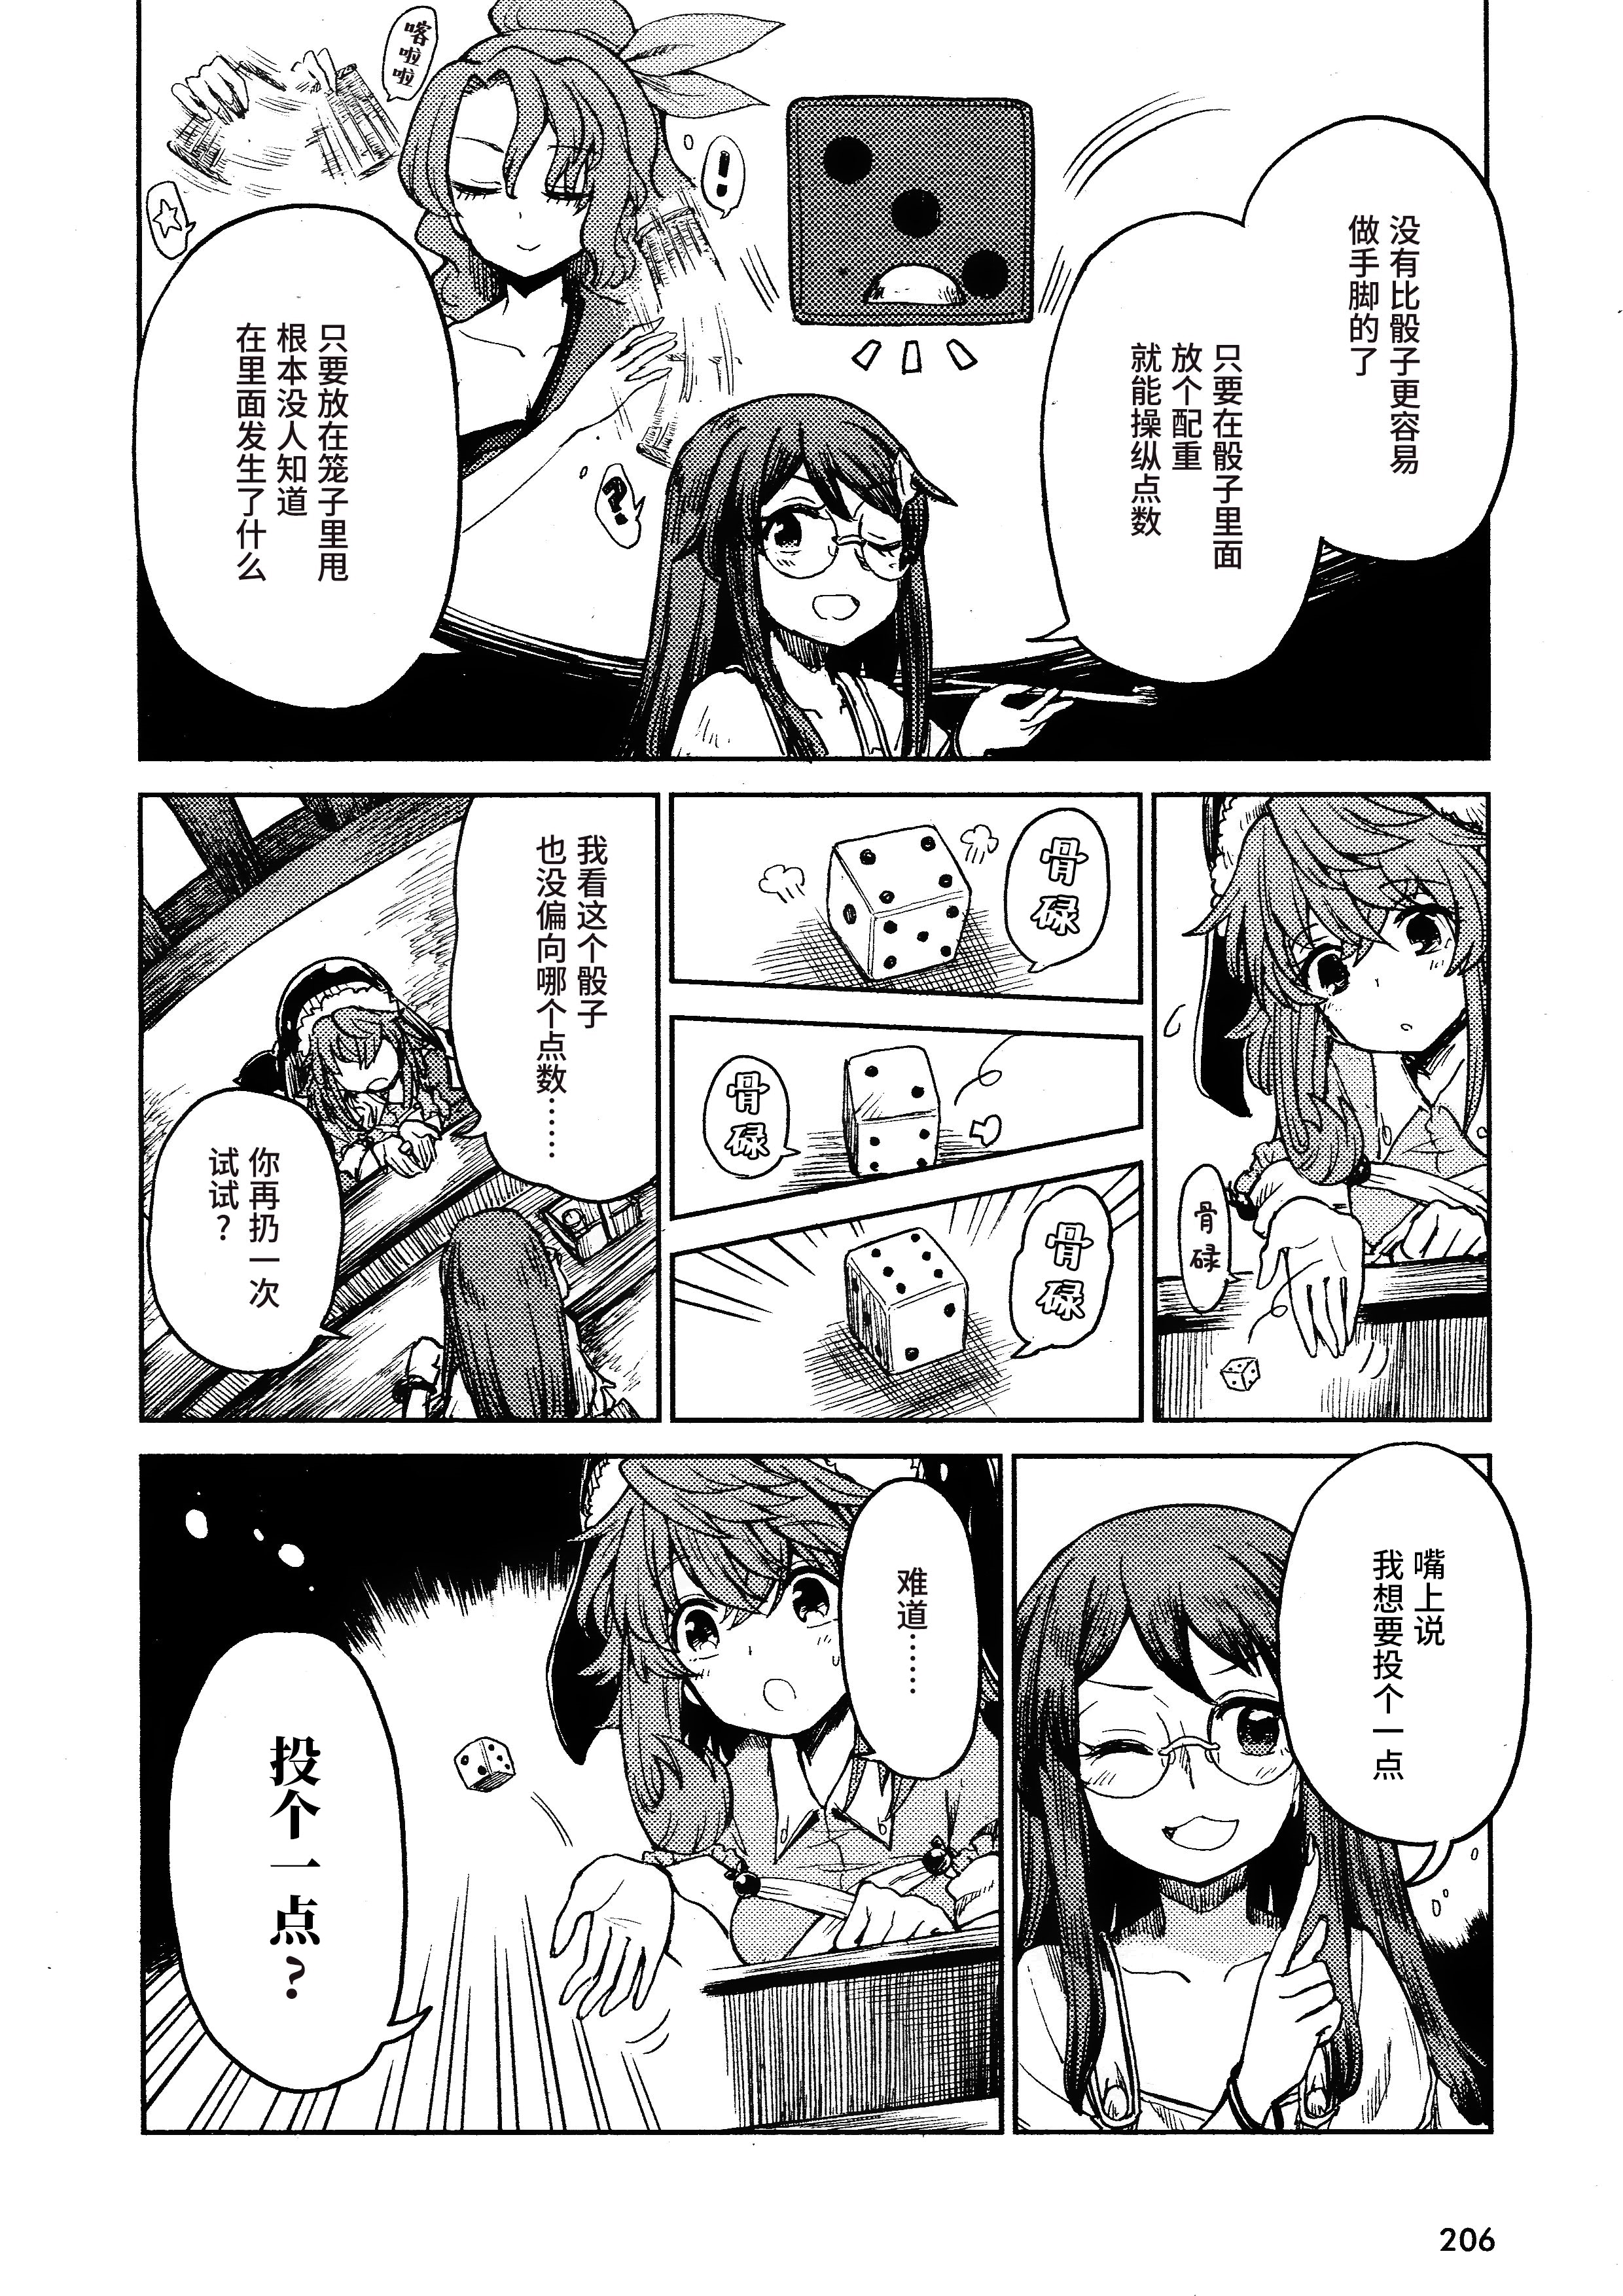 没有比骰子更容易
做手脚的了
只要在骰子里面
放个配重
就能操纵点数
!
喀啦啦
?
只要放在笼子里甩
根本没人知道
在里面发生了什么
骨碌
骨碌
骨碌
骨碌
我看这个骰子
也没偏向哪个点数……
你再扔一次
试试?
嘴上说
我想要投个一点
难道……
投个一点?
206